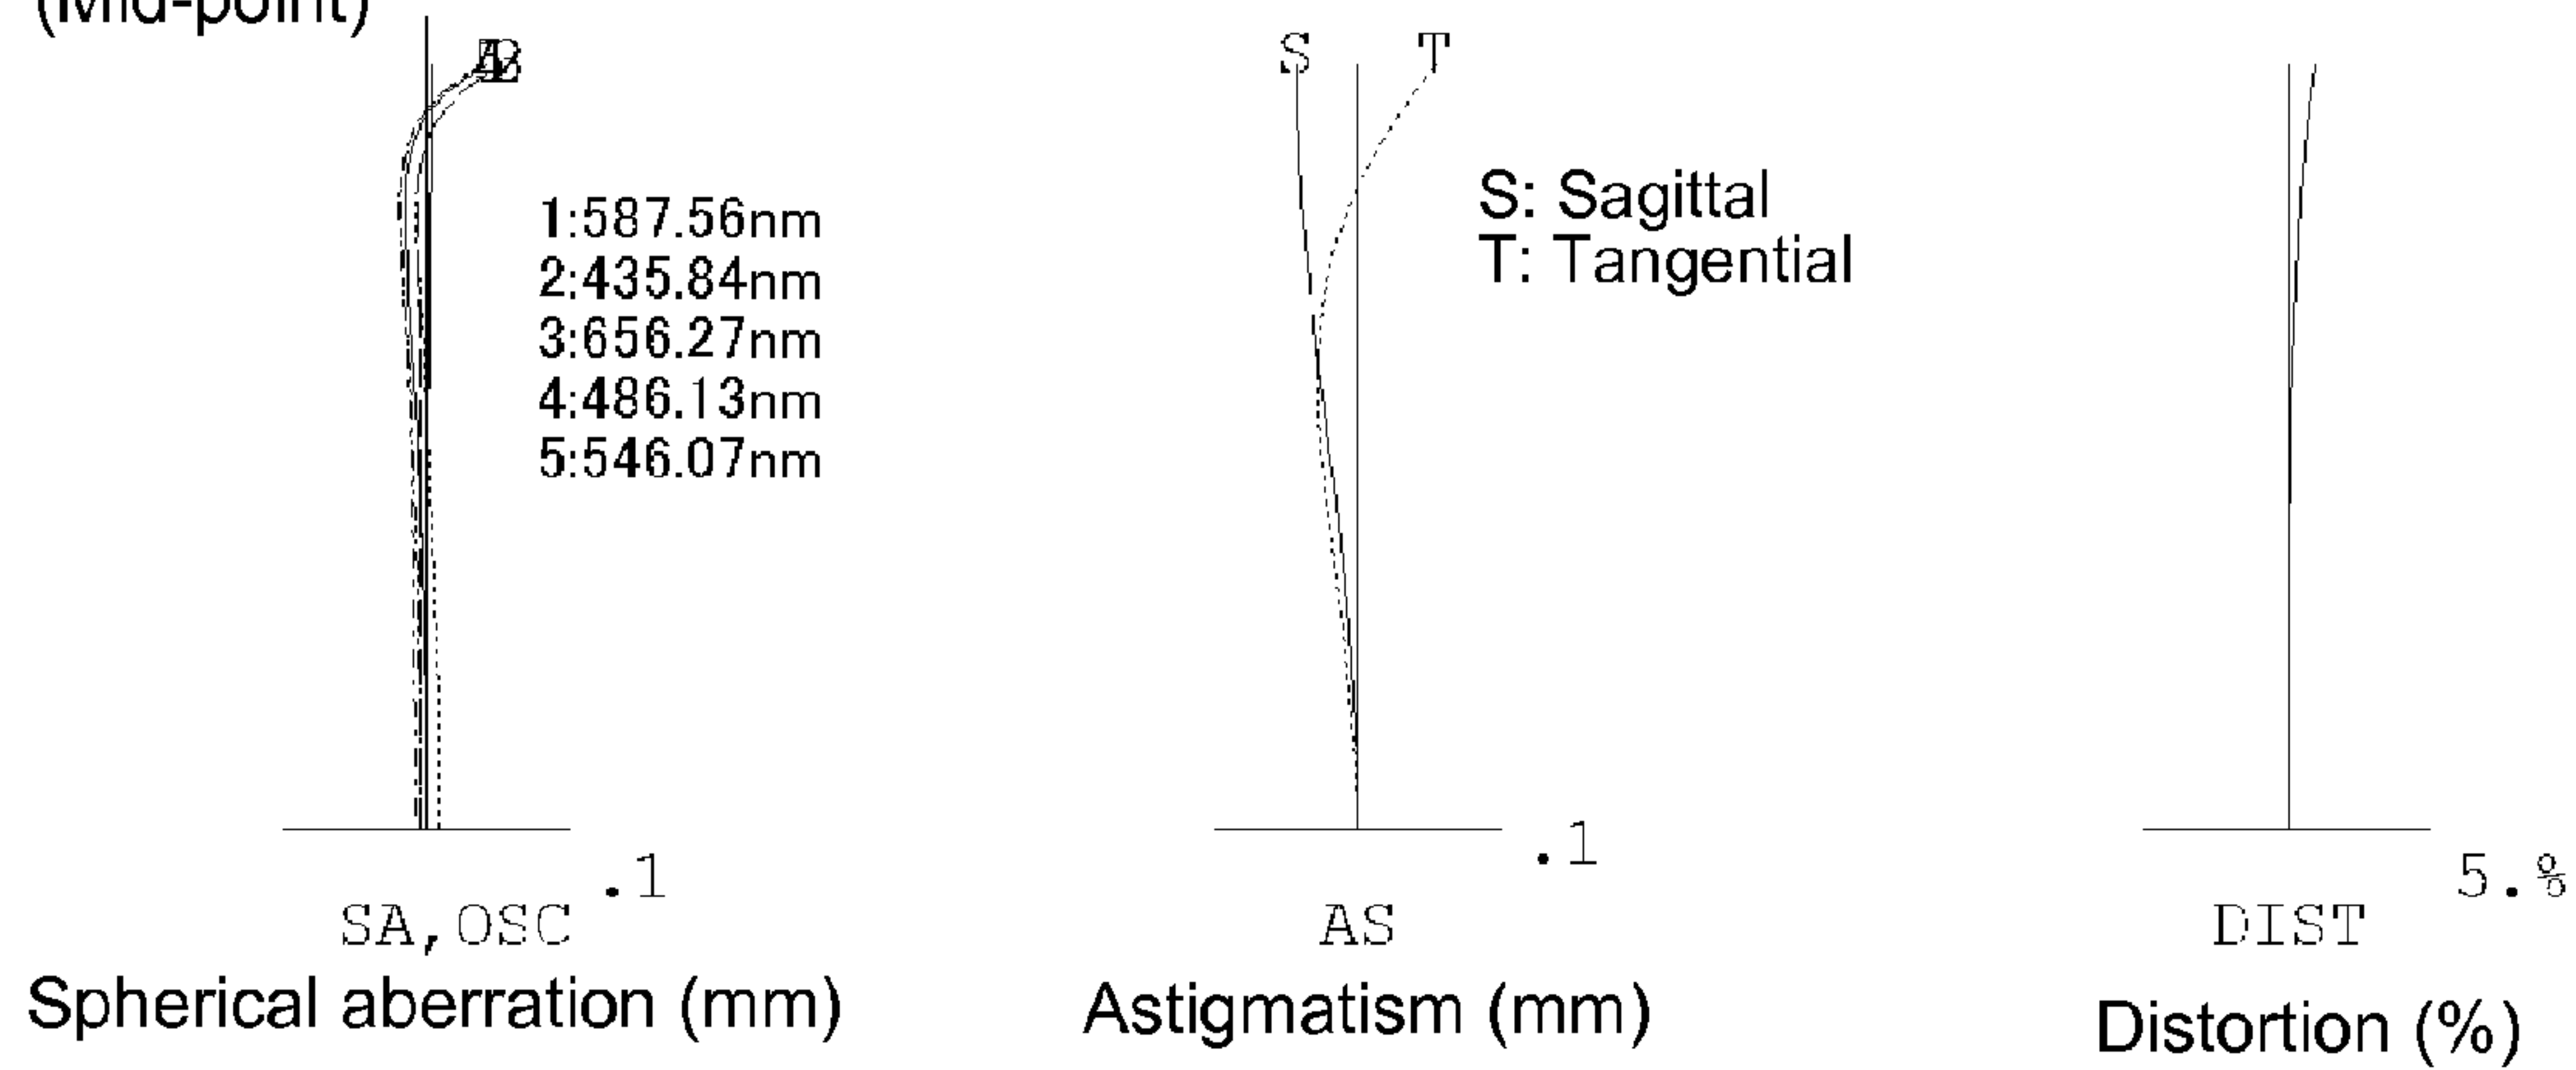 (Mid-point)
S T
1:587.56nm
2:435.84nm
3:656.27nm
4:486.13nm
5:546.07nm
S: Sagittal
T: Tangential
.1
SA,OSC
Spherical aberration (mm)
.1
AS
Astigmatism (mm)
5.%
DIST
Distortion (%)